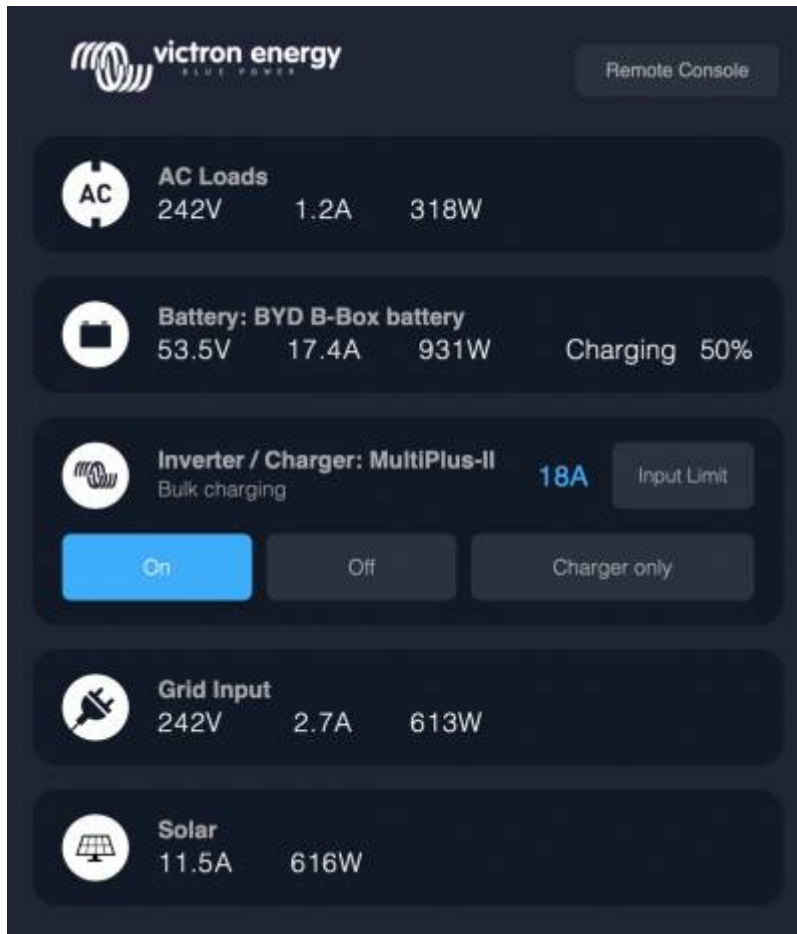 victron energy
BLUE POWER
Remote Console
AC
AC Loads
242V 1.2A 318W
Battery: BYD B-Box battery
53.5V 17.4A 931W Charging 50%
Inverter / Charger: MultiPlus-II
Bulk charging
18A Input Limit
On Off Charger only
Grid Input
242V 2.7A 613W
Solar
11.5A 616W